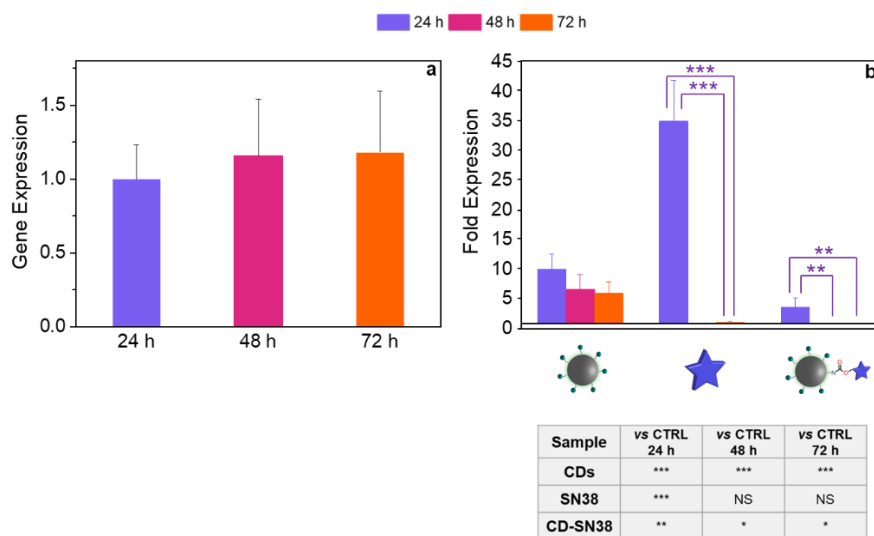 24 h 48 h 72 h
a
Gene Expression
1.5
1.0
0.5
0.0
24 h 48 h 72 h
b
Fold Expression
45
40
35
30
25
20
15
10
5
0
***
***
**
**
N O
O
Sample vs CTRL 24 h vs CTRL 48 h vs CTRL 72 h
CDs *** *** ***
SN38 *** NS NS
CD-SN38 ** * *